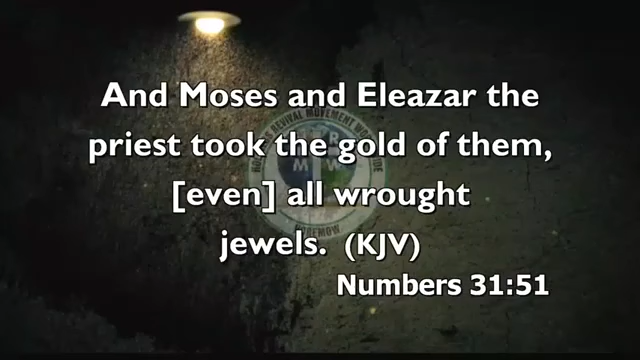 And Moses and Eleazar the
priest took the gold of them,
[even] all wrought
jewels. (KJV)
Numbers 31:51